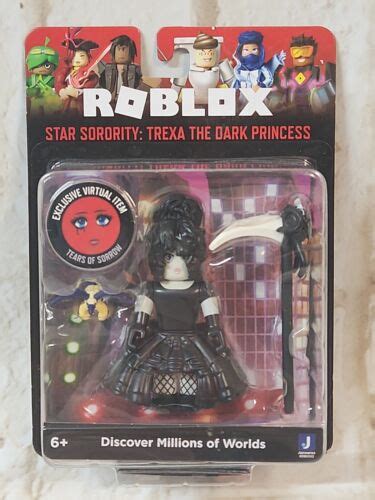 ROBLOX
STAR SORORITY: TREXA THE DARK PRINCESS
EXCLUSIVE VIRTUAL ITEM
TEARS OF SORROW
6+
Discover Millions of Worlds
J